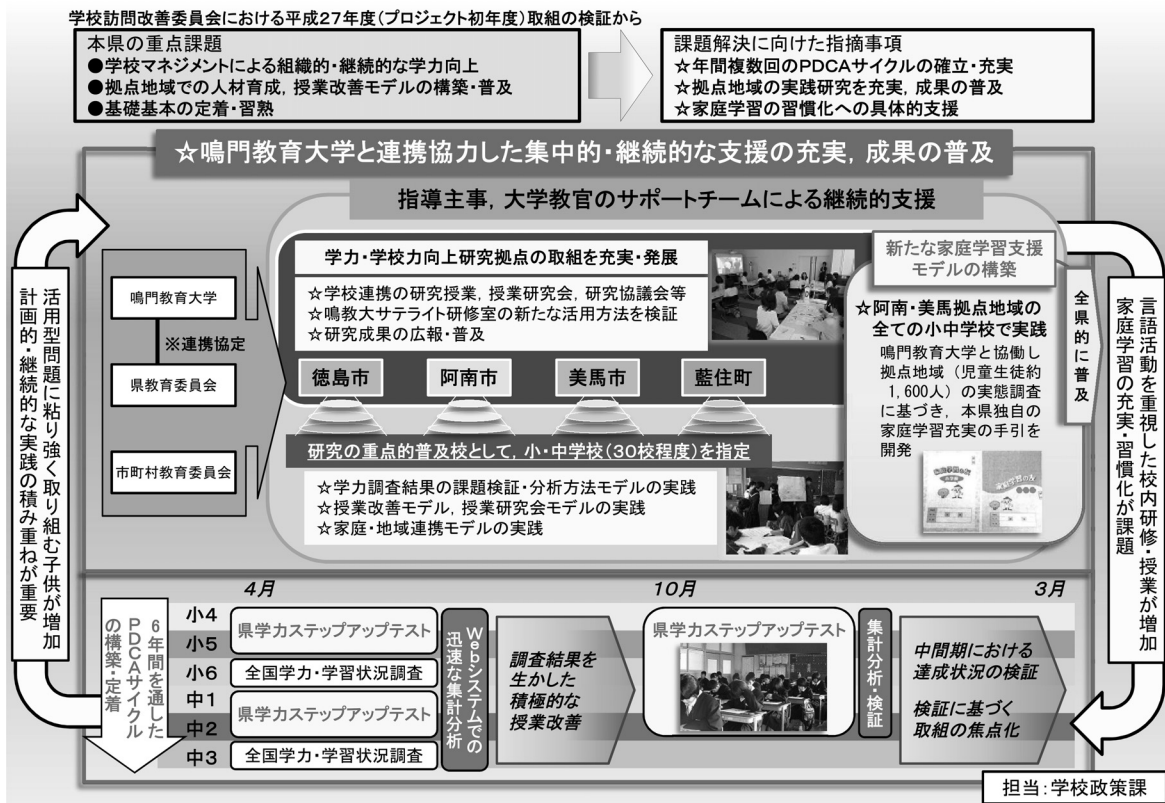 学校訪問改善委員会における平成27年度(プロジェクト初年度)取組の検証から
本県の重点課題
●学校マネジメントによる組織的・継続的な学力向上
●拠点地域での人材育成,授業改善モデルの構築・普及
●基礎基本の定着・習熟
課題解決に向けた指摘事項
☆年間複数回のPDCAサイクルの確立・充実
☆拠点地域の実践研究を充実,成果の普及
☆家庭学習の習慣化への具体的支援
☆鳴門教育大学と連携協力した集中的・継続的な支援の充実,成果の普及
指導主事,大学教官のサポートチームによる継続的支援
活用型問題に粘り強く取り組む子供が増加
計画的・継続的な実践の積み重ねが重要
鳴門教育大学
※連携協定
県教育委員会
市町村教育委員会
学力・学校力向上研究拠点の取組を充実・発展
☆学校連携の研究授業,授業研究会,研究協議会等
☆鳴教大サテライト研修室の新たな活用方法を検証
☆研究成果の広報・普及
徳島市
阿南市
美馬市
藍住町
研究の重点的普及校として,小・中学校(30校程度)を指定
☆学力調査結果の課題検証・分析方法モデルの実践
☆授業改善モデル,授業研究会モデルの実践
☆家庭・地域連携モデルの実践
新たな家庭学習支援
モデルの構築
☆阿南・美馬拠点地域の
全ての小中学校で実践
鳴門教育大学と協働し
拠点地域(児童生徒約
1,600人)の実態調査
に基づき,本県独自の
家庭学習充実の手引を
開発
全県的に普及
言語活動を重視した校内研修・授業が増加
家庭学習の充実・習慣化が課題
4月
10月
3月
6年間を通した
PDCAサイクル
の構築・定着
小4
小5
小6
中1
中2
中3
県学力ステップアップテスト
全国学力・学習状況調査
県学力ステップアップテスト
全国学力・学習状況調査
Webシステムでの
迅速な集計分析
調査結果を
生かした
積極的な
授業改善
県学力ステップアップテスト
集計分析・検証
中間期における
達成状況の検証
検証に基づく
取組の焦点化
担当:学校政策課